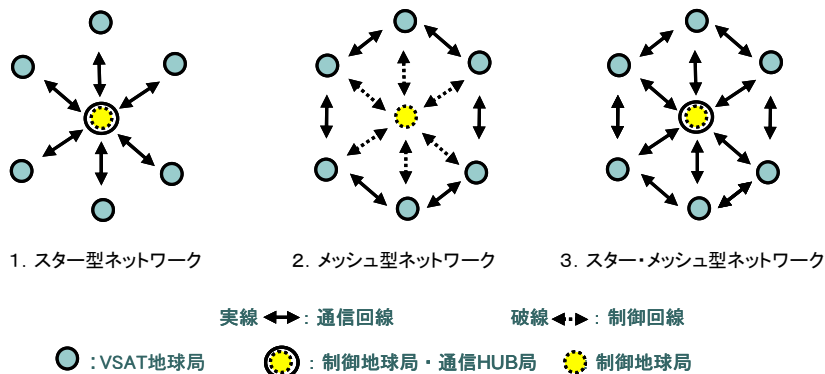 1．スター型ネットワーク
2．メッシュ型ネットワーク
3．スター・メッシュ型ネットワーク
実線 : 通信回線
破線 : 制御回線
:VSAT地球局
: 制御地球局・通信HUB局
制御地球局